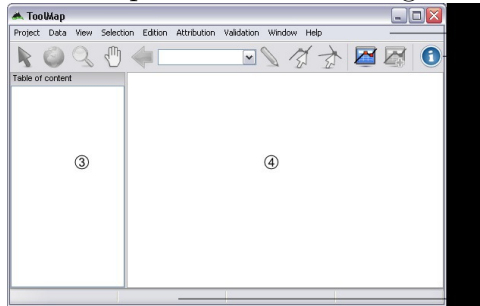 ToolMap
Project Data View Selection Edition Attribution Validation Window Help
Table of content
③
④